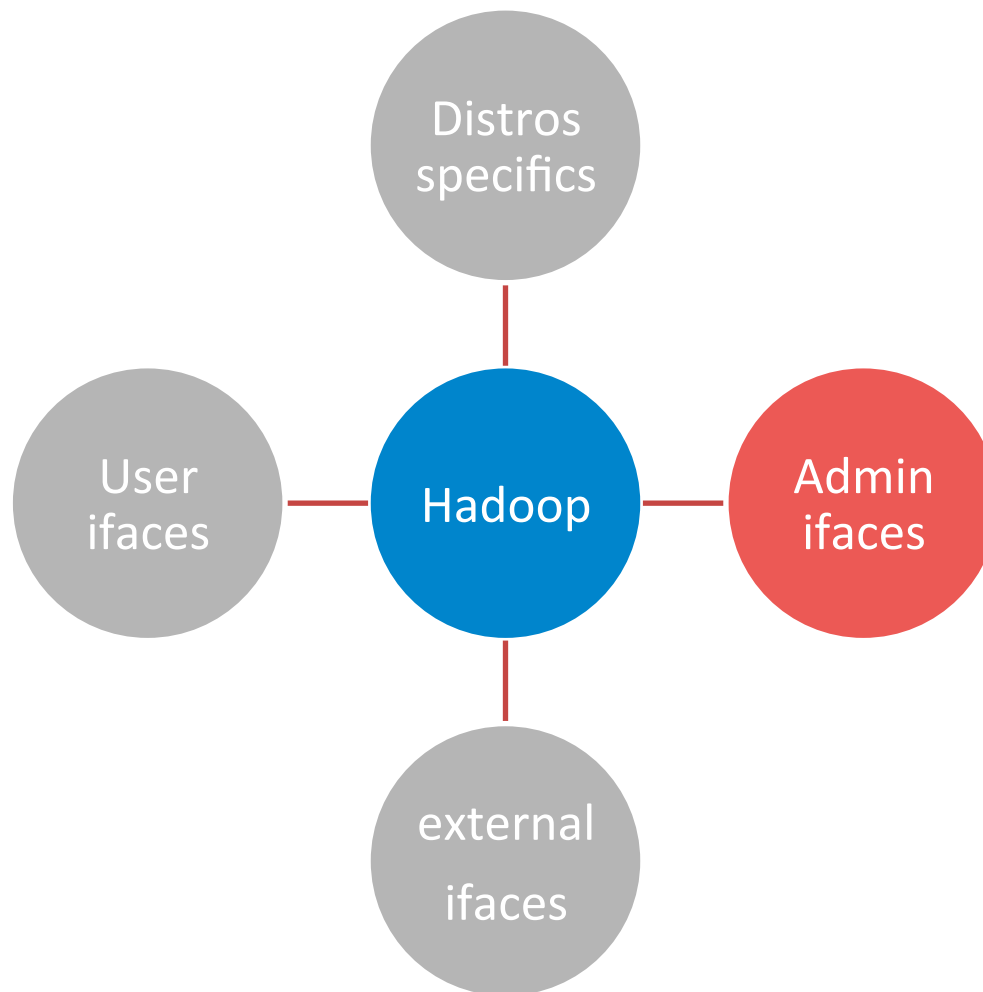 Distros
specifics
User
ifaces
Hadoop
Admin
ifaces
external
ifaces